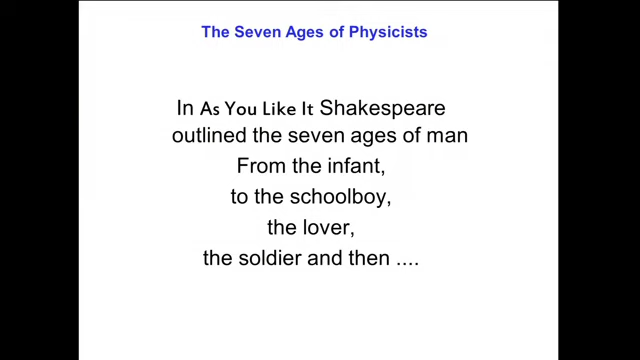 The Seven Ages of Physicists
In As You Like It Shakespeare
outlined the seven ages of man
From the infant,
to the schoolboy,
the lover,
the soldier and then ....